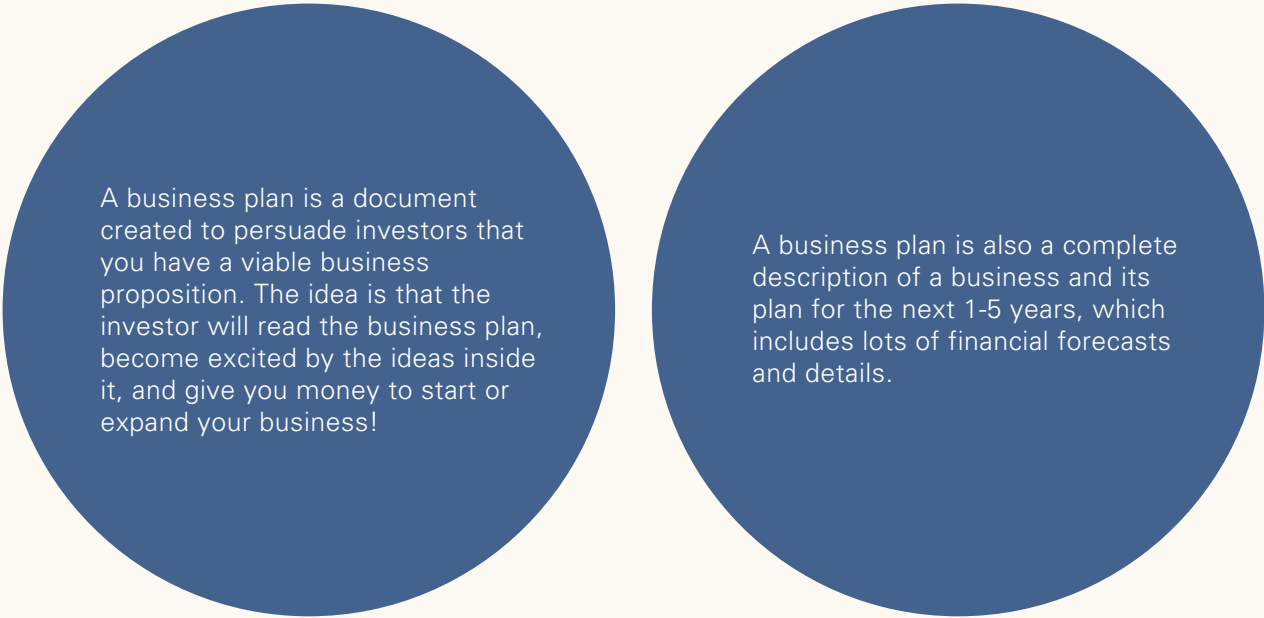 A business plan is a document
created to persuade investors that
you have a viable business
proposition. The idea is that the
investor will read the business plan,
become excited by the ideas inside
it, and give you money to start or
expand your business!
A business plan is also a complete
description of a business and its
plan for the next 1-5 years, which
includes lots of financial forecasts
and details.